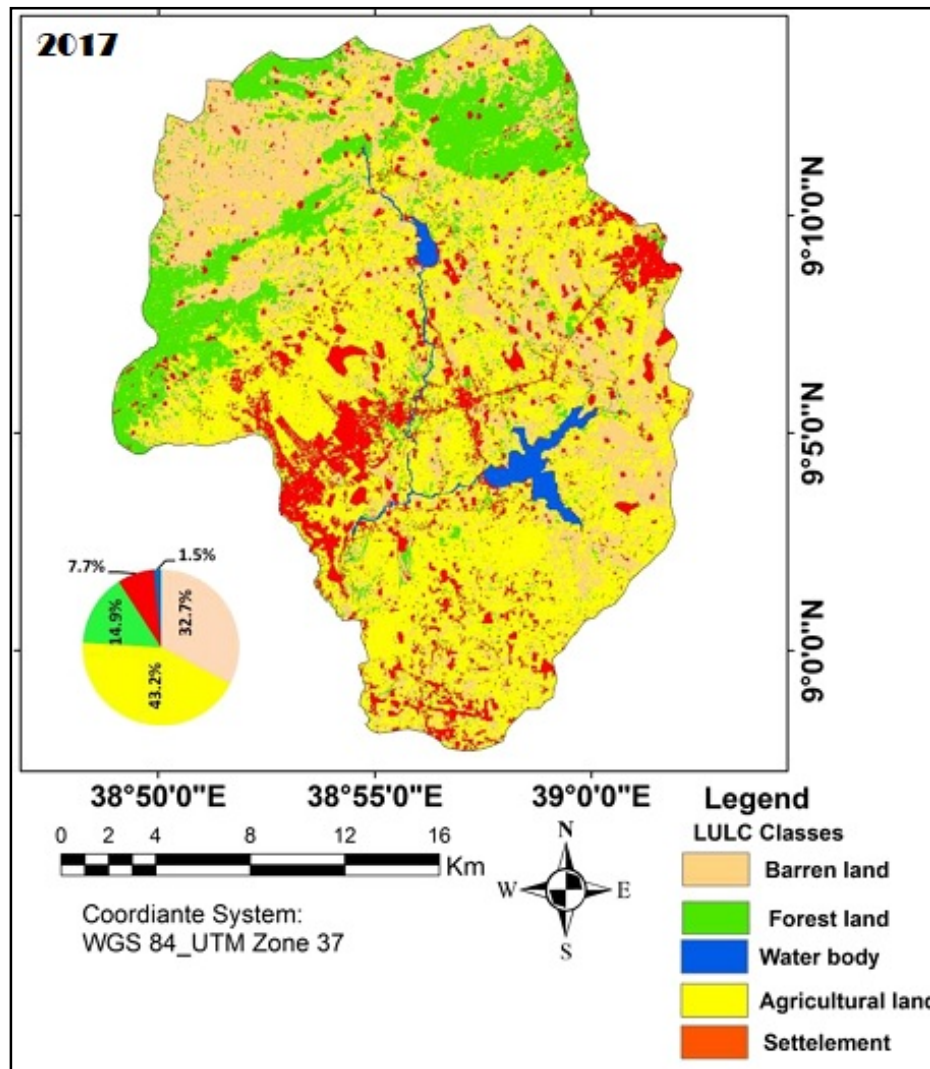 2017
9°10'0"N
9°5'0"N
9°0'0"N
7.7%
1.5%
32.7%
14.9%
43.2%
38°50'0"E 38°55'0"E 39°0'0"E
0 2 4 8 12 16
Km
Coordiante System:
WGS 84_UTM Zone 37
N
W E
S
Legend
LULC Classes
Barren land
Forest land
Water body
Agricultural land
Settelement